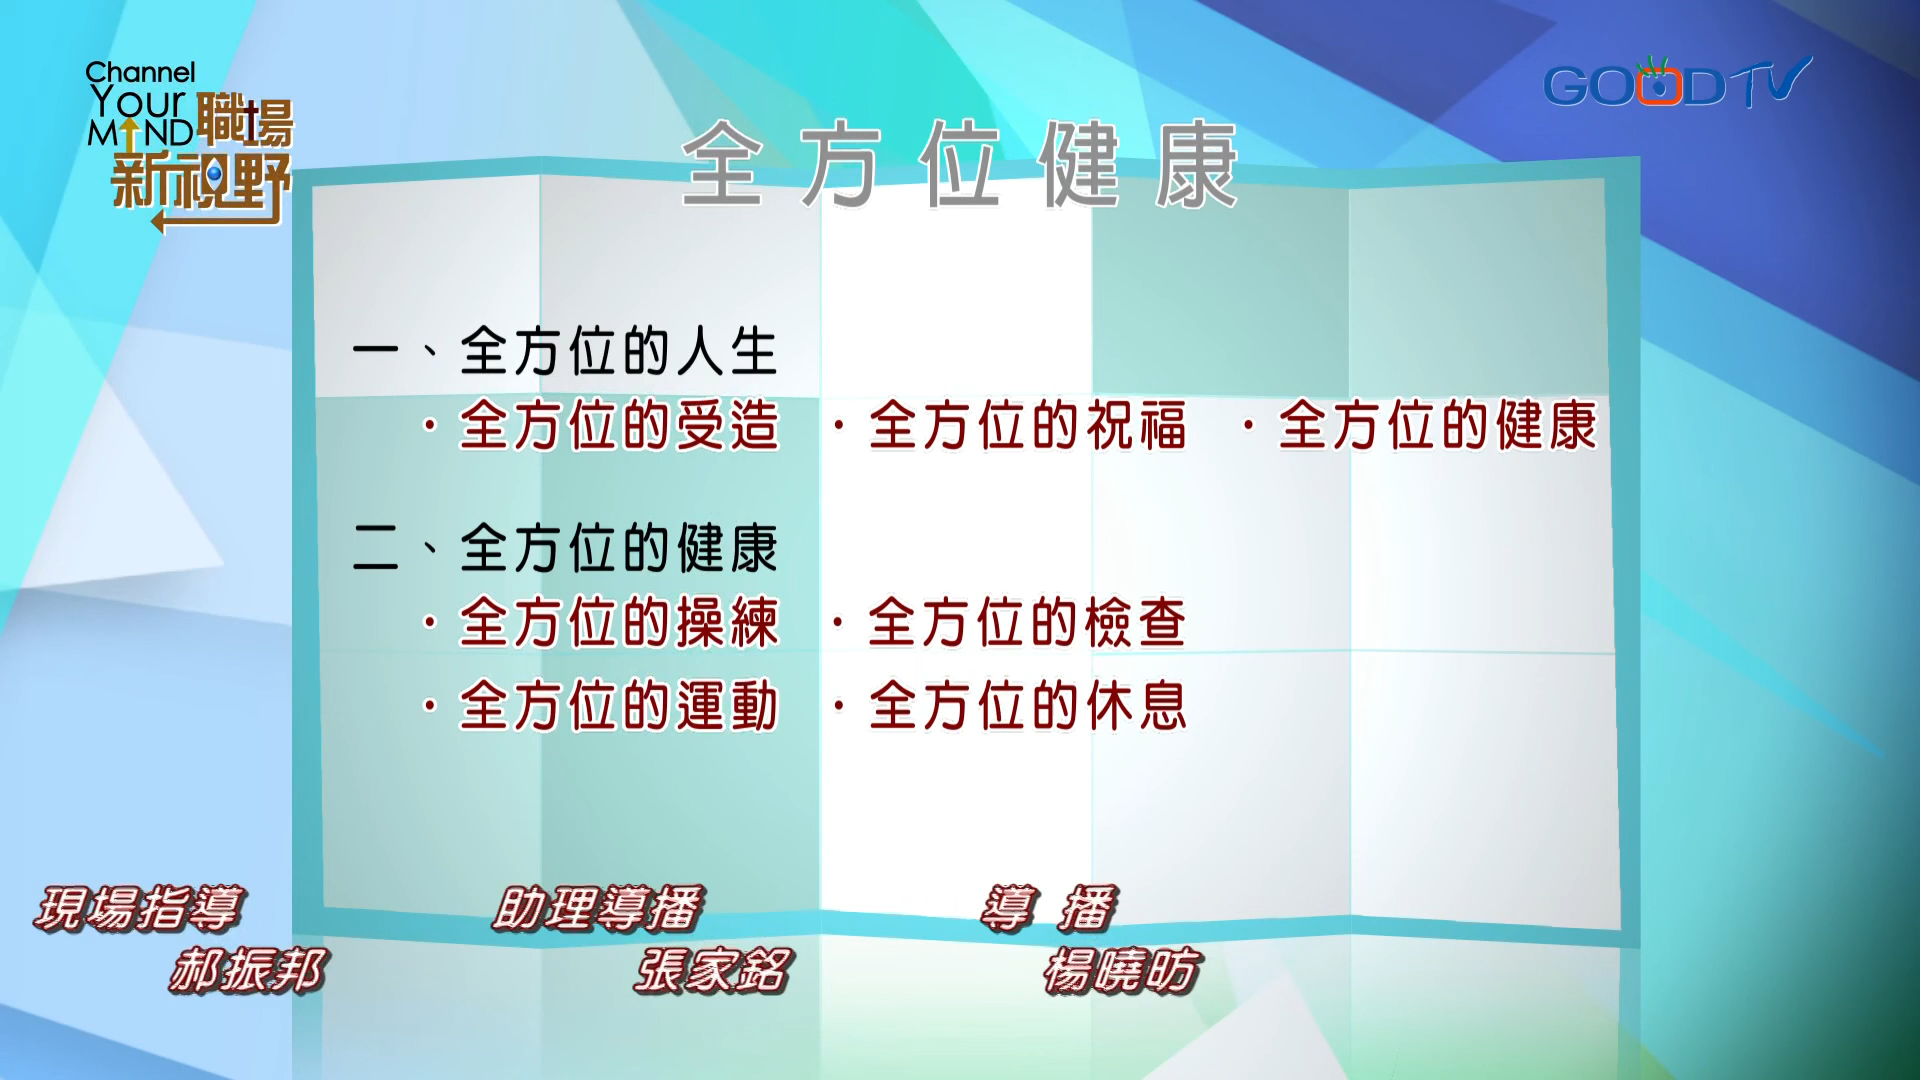 Channel
Your
MIND 職場
新視野
GOOD TV
全方位健康
一、全方位的人生
·全方位的受造 ·全方位的祝福 ·全方位的健康
二、全方位的健康
·全方位的操練 ·全方位的檢查
·全方位的運動 ·全方位的休息
現場指導 助理導播 導 播
郝振邦 張家銘 楊曉昉